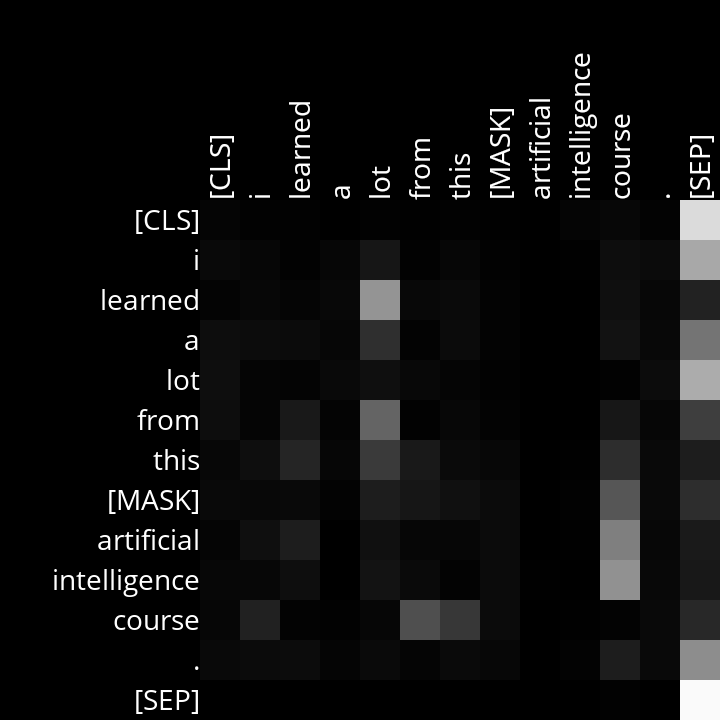 [CLS]
i
learned
a
lot
from
this
[MASK]
artificial
intelligence
course
.
[SEP]
[CLS]
i
learned
a
lot
from
this
[MASK]
artificial
intelligence
course
.
[SEP]